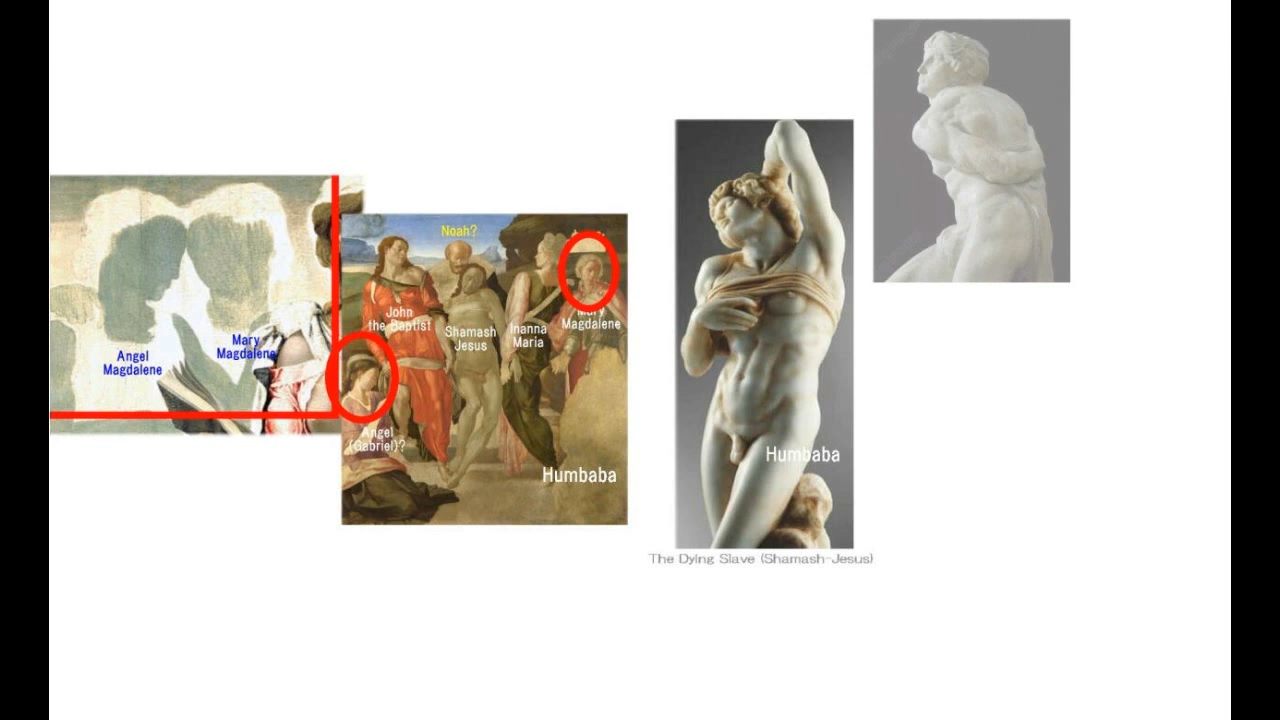 Noah?
John
the Baptist
Shamash
Jesus
Inanna
Maria
Mary
Magdalene
Angel
Magdalene
Mary
Magdalene
Angel
(Gabriel)?
Humbaba
Humbaba
The Dying Slave (Shamash-Jesus)